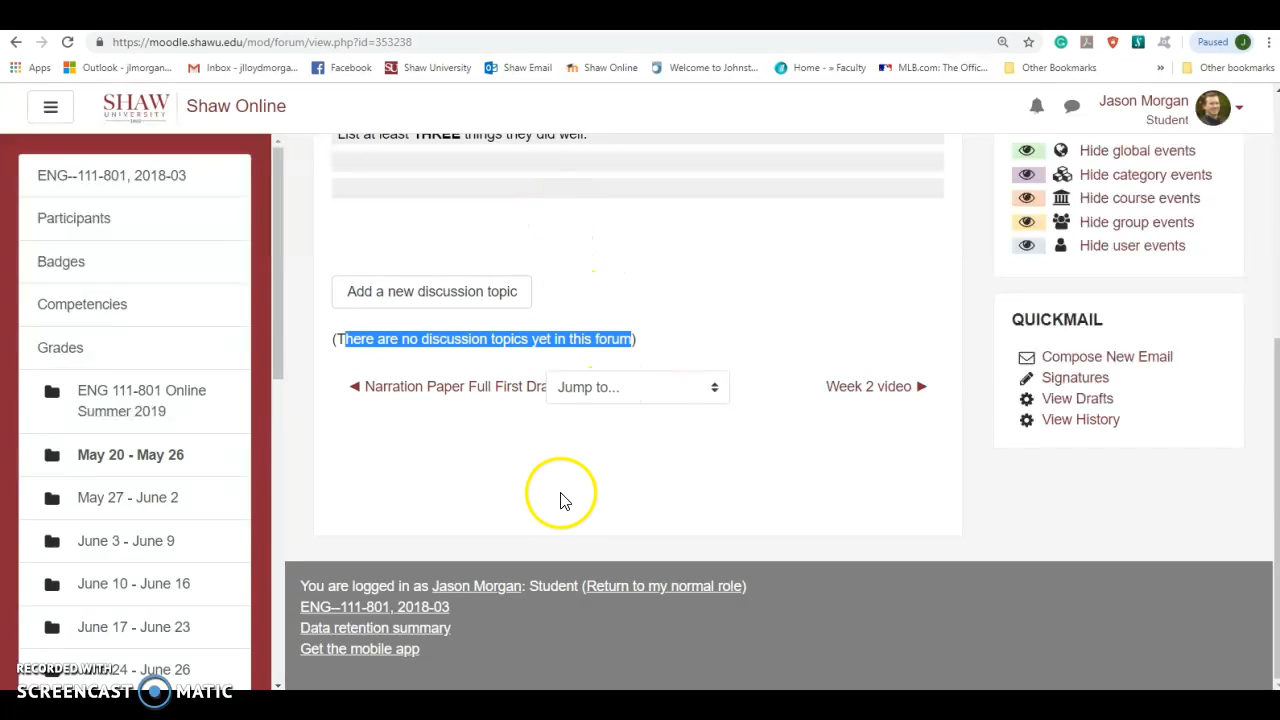 https://moodle.shawu.edu/mod/forum/view.php?id=353238
Paused J
Apps Outlook - jlmorgan... Inbox - jlloydmorga... Facebook Shaw University Shaw Email Shaw Online Welcome to Johnst... Home - » Faculty MLB.com: The Offic... Other Bookmarks » Other bookmarks
SHAW UNIVERSITY Shaw Online
Jason Morgan
Student
ENG--111-801, 2018-03
Participants
Badges
Competencies
Grades
ENG 111-801 Online
Summer 2019
May 20 - May 26
May 27 - June 2
June 3 - June 9
June 10 - June 16
June 17 - June 23
24 - June 26
List at least THREE things they did well.
Add a new discussion topic
(There are no discussion topics yet in this forum)
◄ Narration Paper Full First Dra Jump to... Week 2 video ►
Hide global events
Hide category events
Hide course events
Hide group events
Hide user events
QUICKMAIL
Compose New Email
Signatures
View Drafts
View History
You are logged in as Jason Morgan: Student (Return to my normal role)
ENG--111-801, 2018-03
Data retention summary
Get the mobile app
RECORDED WITH
SCREENCAST MATIC